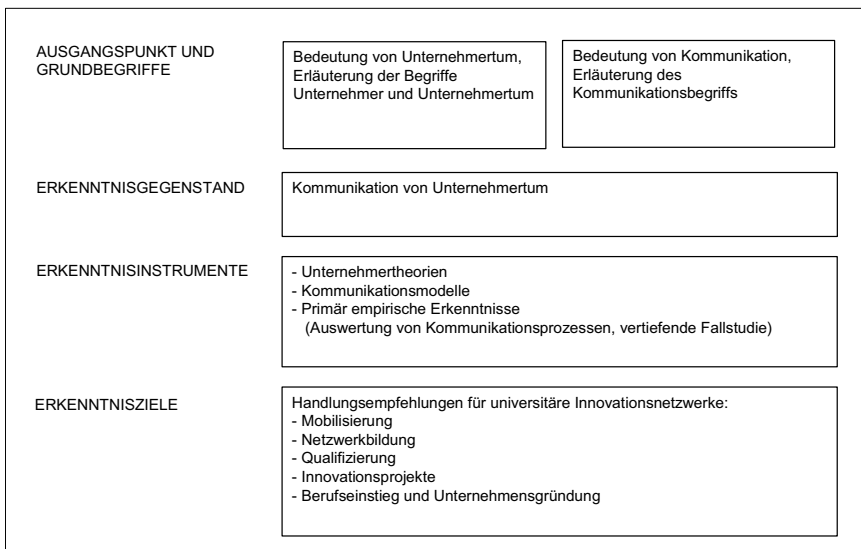 AUSGANGSPUNKT UND
GRUNDBEGRIFFE
Bedeutung von Unternehmertum,
Erläuterung der Begriffe
Unternehmer und Unternehmertum
Bedeutung von Kommunikation,
Erläuterung des
Kommunikationsbegriffs
ERKENNTNISGEGENSTAND
Kommunikation von Unternehmertum
ERKENNTNISINSTRUMENTE
- Unternehmertheorien
- Kommunikationsmodelle
- Primär empirische Erkenntnisse
(Auswertung von Kommunikationsprozessen, vertiefende Fallstudie)
ERKENNTNISZIELE
Handlungsempfehlungen für universitäre Innovationsnetzwerke:
- Mobilisierung
- Netzwerkbildung
- Qualifizierung
- Innovationsprojekte
- Berufseinstieg und Unternehmensgründung